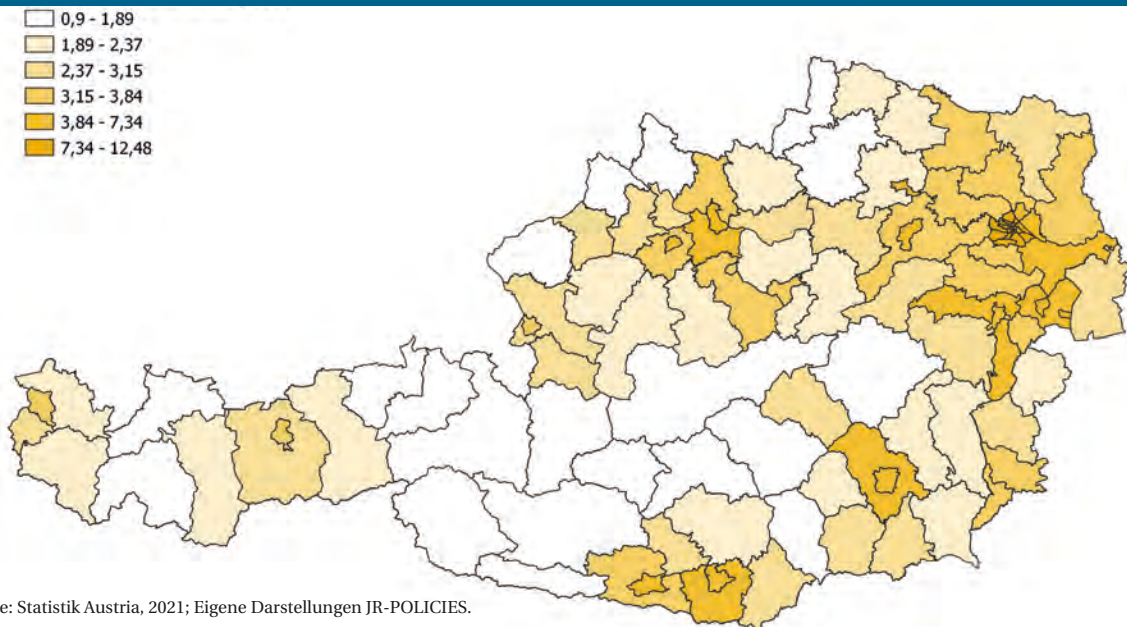 0,9 - 1,89
1,89 - 2,37
2,37 - 3,15
3,15 - 3,84
3,84 - 7,34
7,34 - 12,48
e: Statistik Austria, 2021; Eigene Darstellungen JR-POLICIES.